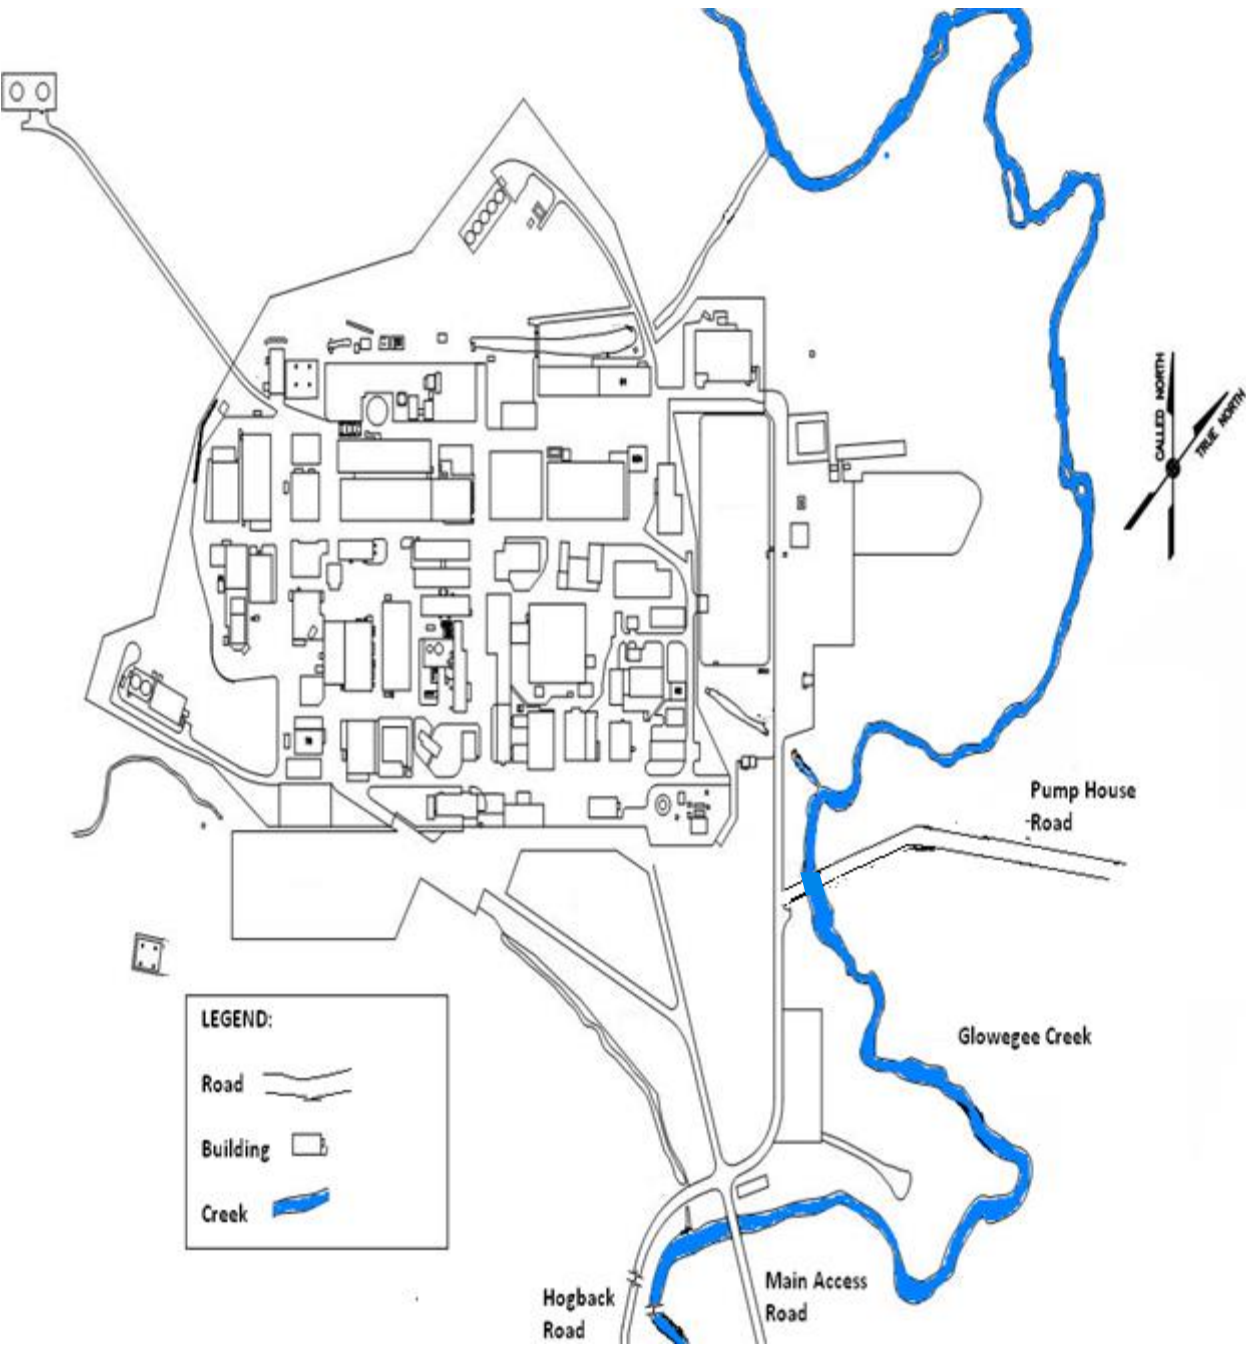 CALLED NORTH
TRUE NORTH
Pump House
Road
Glowegee Creek
LEGEND:
Road
Building
Creek
Hogback
Road
Main Access
Road